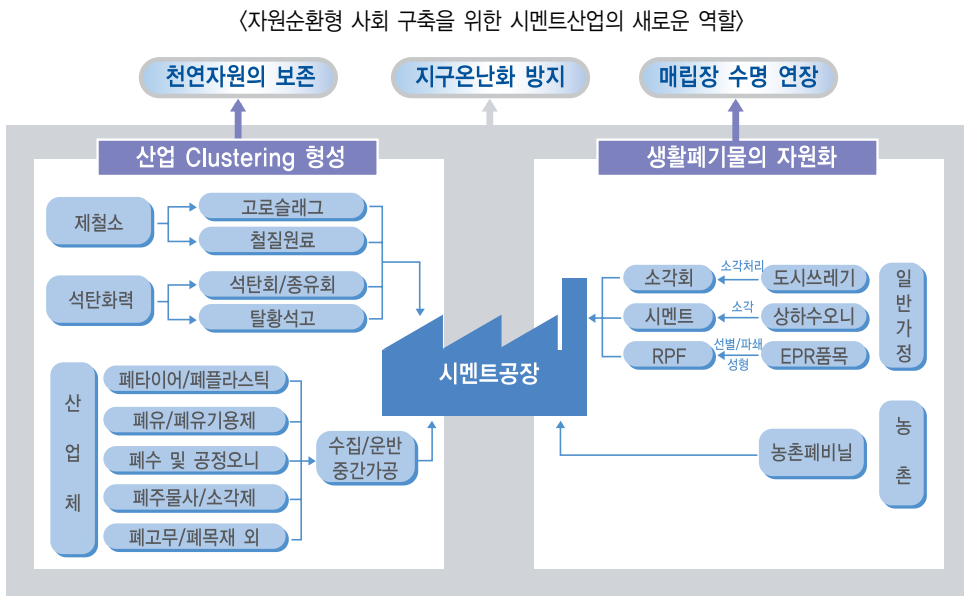 〈자원순환형 사회 구축을 위한 시멘트산업의 새로운 역할〉
천연자원의 보존
지구온난화 방지
매립장 수명 연장
산업 Clustering 형성
생활폐기물의 자원화
제철소
고로슬래그
철질원료
석탄화력
석탄회/종유회
탈황석고
산
업
체
폐타이어/폐플라스틱
폐유/폐유기용제
폐수 및 공정오니
폐주물사/소각제
폐고무/폐목재 외
수집/운반
중간가공
시멘트공장
소각회
소각처리
도시쓰레기
시멘트
소각
상하수오니
RPF
선별/파쇄
성형
EPR품목
일
반
가
정
농촌폐비닐
농
촌